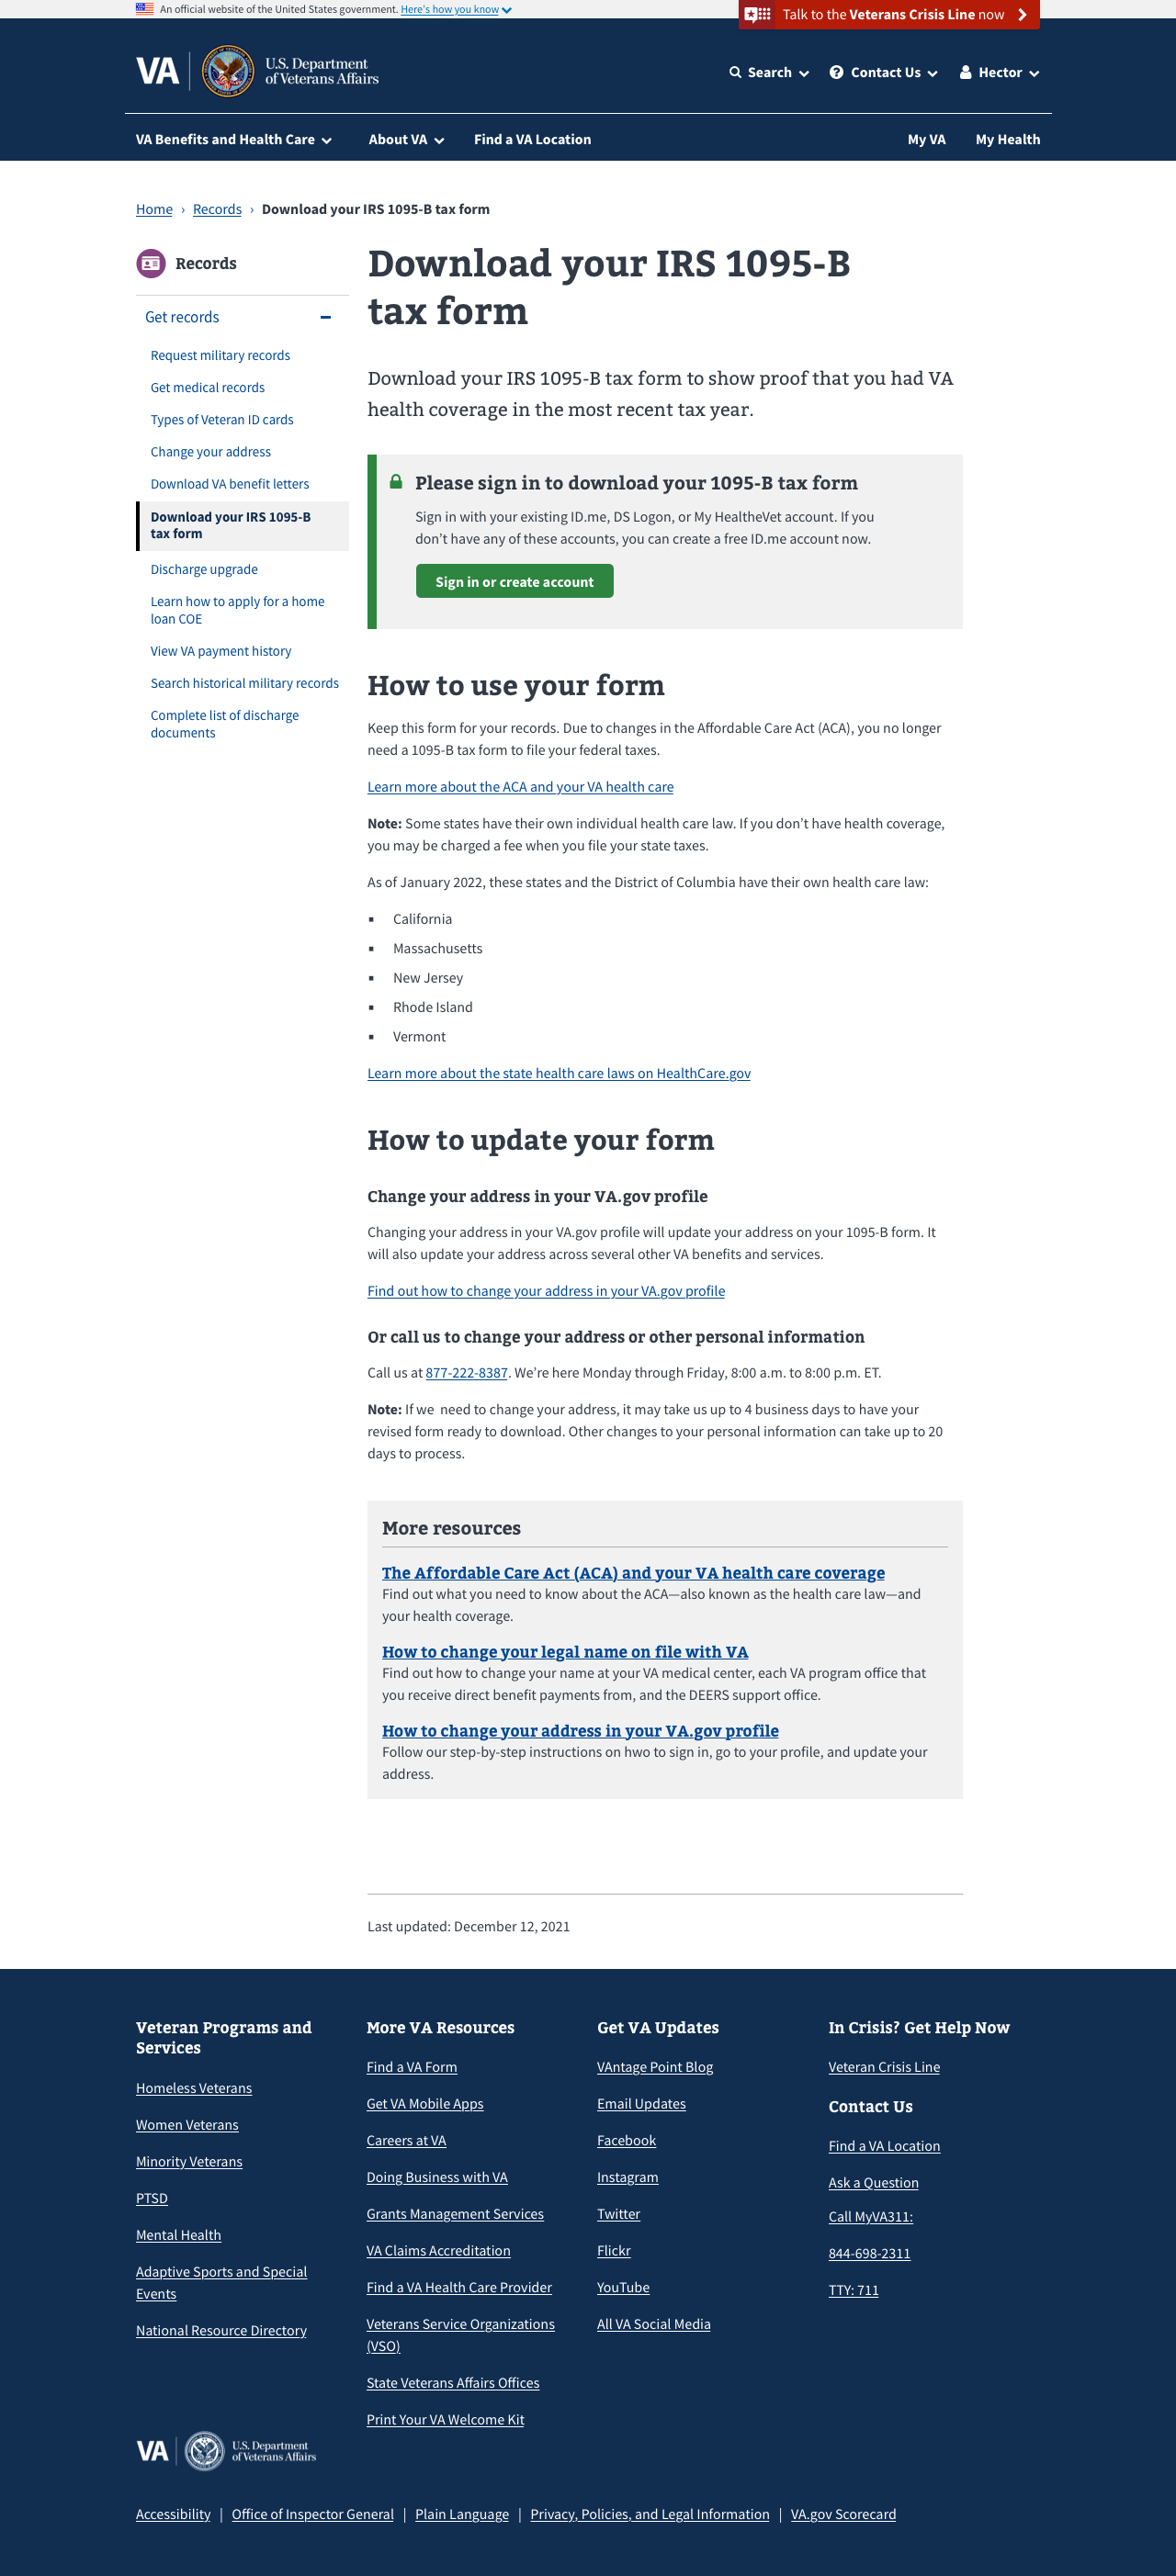 An official website of the United States government. Here's how you know
Talk to the Veterans Crisis Line now
VA
U.S. Department
of Veterans Affairs
Search
Contact Us
Hector
VA Benefits and Health Care
About VA
Find a VA Location
My VA
My Health
Home › Records › Download your IRS 1095-B tax form
Records
Get records
Request military records
Get medical records
Types of Veteran ID cards
Change your address
Download VA benefit letters
Download your IRS 1095-B
tax form
Discharge upgrade
Learn how to apply for a home
loan COE
View VA payment history
Search historical military records
Complete list of discharge
documents
Download your IRS 1095-B
tax form
Download your IRS 1095-B tax form to show proof that you had VA
health coverage in the most recent tax year.
Please sign in to download your 1095-B tax form
Sign in with your existing ID.me, DS Logon, or My HealtheVet account. If you
don’t have any of these accounts, you can create a free ID.me account now.
Sign in or create account
How to use your form
Keep this form for your records. Due to changes in the Affordable Care Act (ACA), you no longer
need a 1095-B tax form to file your federal taxes.
Learn more about the ACA and your VA health care
Note: Some states have their own individual health care law. If you don’t have health coverage,
you may be charged a fee when you file your state taxes.
As of January 2022, these states and the District of Columbia have their own health care law:
▪ California
▪ Massachusetts
▪ New Jersey
▪ Rhode Island
▪ Vermont
Learn more about the state health care laws on HealthCare.gov
How to update your form
Change your address in your VA.gov profile
Changing your address in your VA.gov profile will update your address on your 1095-B form. It
will also update your address across several other VA benefits and services.
Find out how to change your address in your VA.gov profile
Or call us to change your address or other personal information
Call us at 877-222-8387. We’re here Monday through Friday, 8:00 a.m. to 8:00 p.m. ET.
Note: If we  need to change your address, it may take us up to 4 business days to have your
revised form ready to download. Other changes to your personal information can take up to 20
days to process.
More resources
The Affordable Care Act (ACA) and your VA health care coverage
Find out what you need to know about the ACA—also known as the health care law—and
your health coverage.
How to change your legal name on file with VA
Find out how to change your name at your VA medical center, each VA program office that
you receive direct benefit payments from, and the DEERS support office.
How to change your address in your VA.gov profile
Follow our step-by-step instructions on hwo to sign in, go to your profile, and update your
address.
Last updated: December 12, 2021
Veteran Programs and
Services
Homeless Veterans
Women Veterans
Minority Veterans
PTSD
Mental Health
Adaptive Sports and Special
Events
National Resource Directory
More VA Resources
Find a VA Form
Get VA Mobile Apps
Careers at VA
Doing Business with VA
Grants Management Services
VA Claims Accreditation
Find a VA Health Care Provider
Veterans Service Organizations
(VSO)
State Veterans Affairs Offices
Print Your VA Welcome Kit
Get VA Updates
VAntage Point Blog
Email Updates
Facebook
Instagram
Twitter
Flickr
YouTube
All VA Social Media
In Crisis? Get Help Now
Veteran Crisis Line
Contact Us
Find a VA Location
Ask a Question
Call MyVA311:
844-698-2311
TTY: 711
VA
U.S. Department
of Veterans Affairs
Accessibility | Office of Inspector General | Plain Language | Privacy, Policies, and Legal Information | VA.gov Scorecard